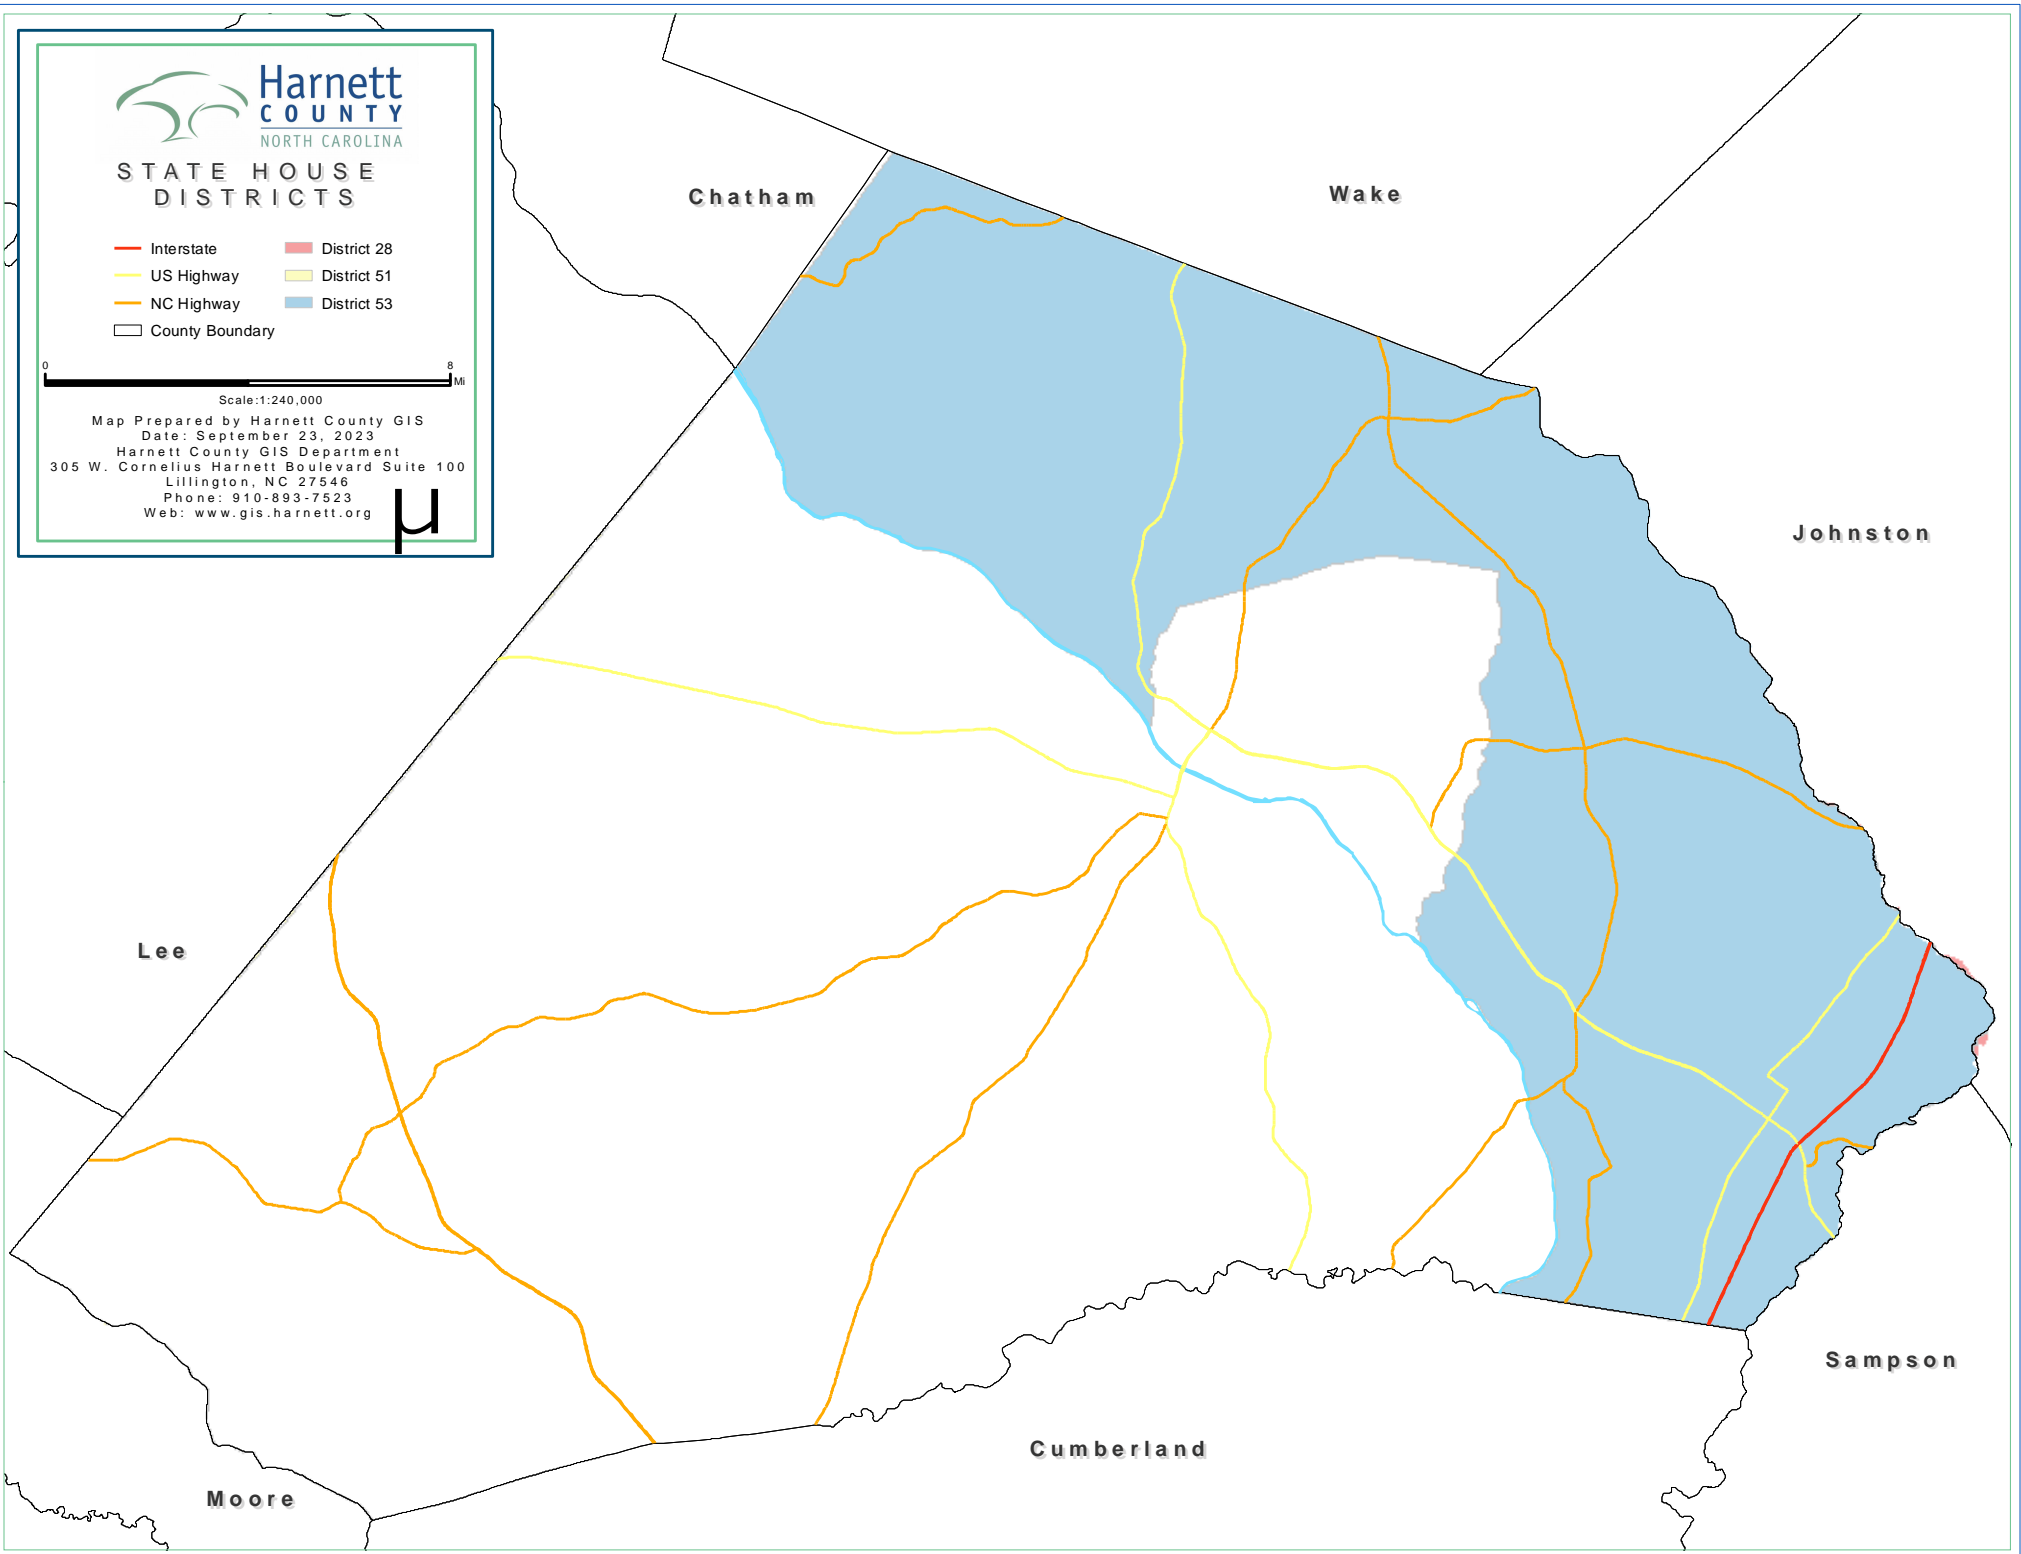 Harnett
COUNTY
NORTH CAROLINA
STATE HOUSE
DISTRICTS
Interstate
US Highway
NC Highway
County Boundary
District 28
District 51
District 53
0 8
Mi
Scale:1:240,000
Map Prepared by Harnett County GIS
Date: September 23, 2023
Harnett County GIS Department
305 W. Cornelius Harnett Boulevard Suite 100
Lillington, NC 27546
Phone: 910-893-7523
Web: www.gis.harnett.org
µ
Chatham
Wake
Johnston
Lee
Sampson
Cumberland
Moore